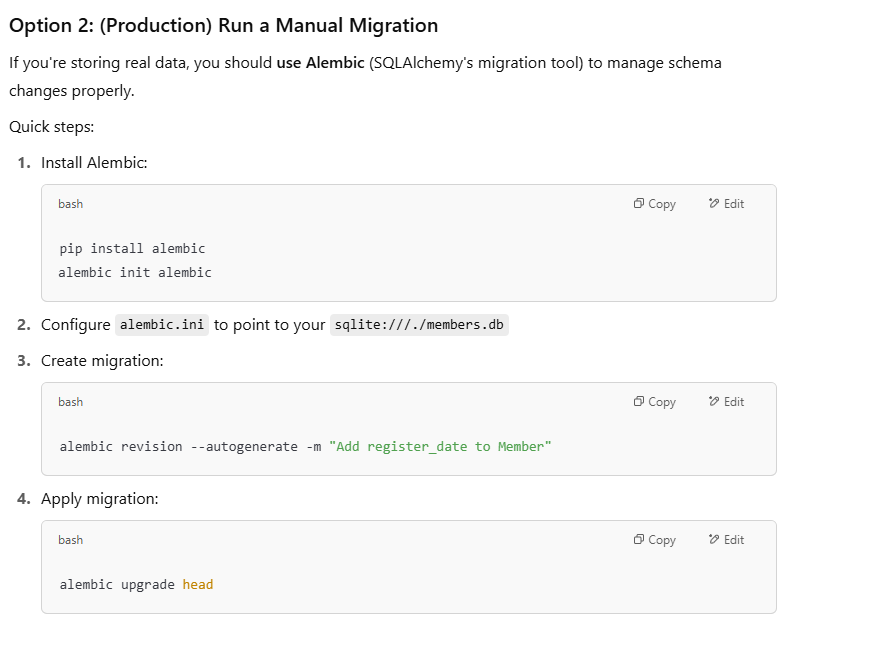 Option 2: (Production) Run a Manual Migration
If you're storing real data, you should use Alembic (SQLAlchemy's migration tool) to manage schema
changes properly.
Quick steps:
1. Install Alembic:
bash Copy Edit
pip install alembic
alembic init alembic
2. Configure alembic.ini to point to your sqlite:///./members.db
3. Create migration:
bash Copy Edit
alembic revision --autogenerate -m "Add register_date to Member"
4. Apply migration:
bash Copy Edit
alembic upgrade head